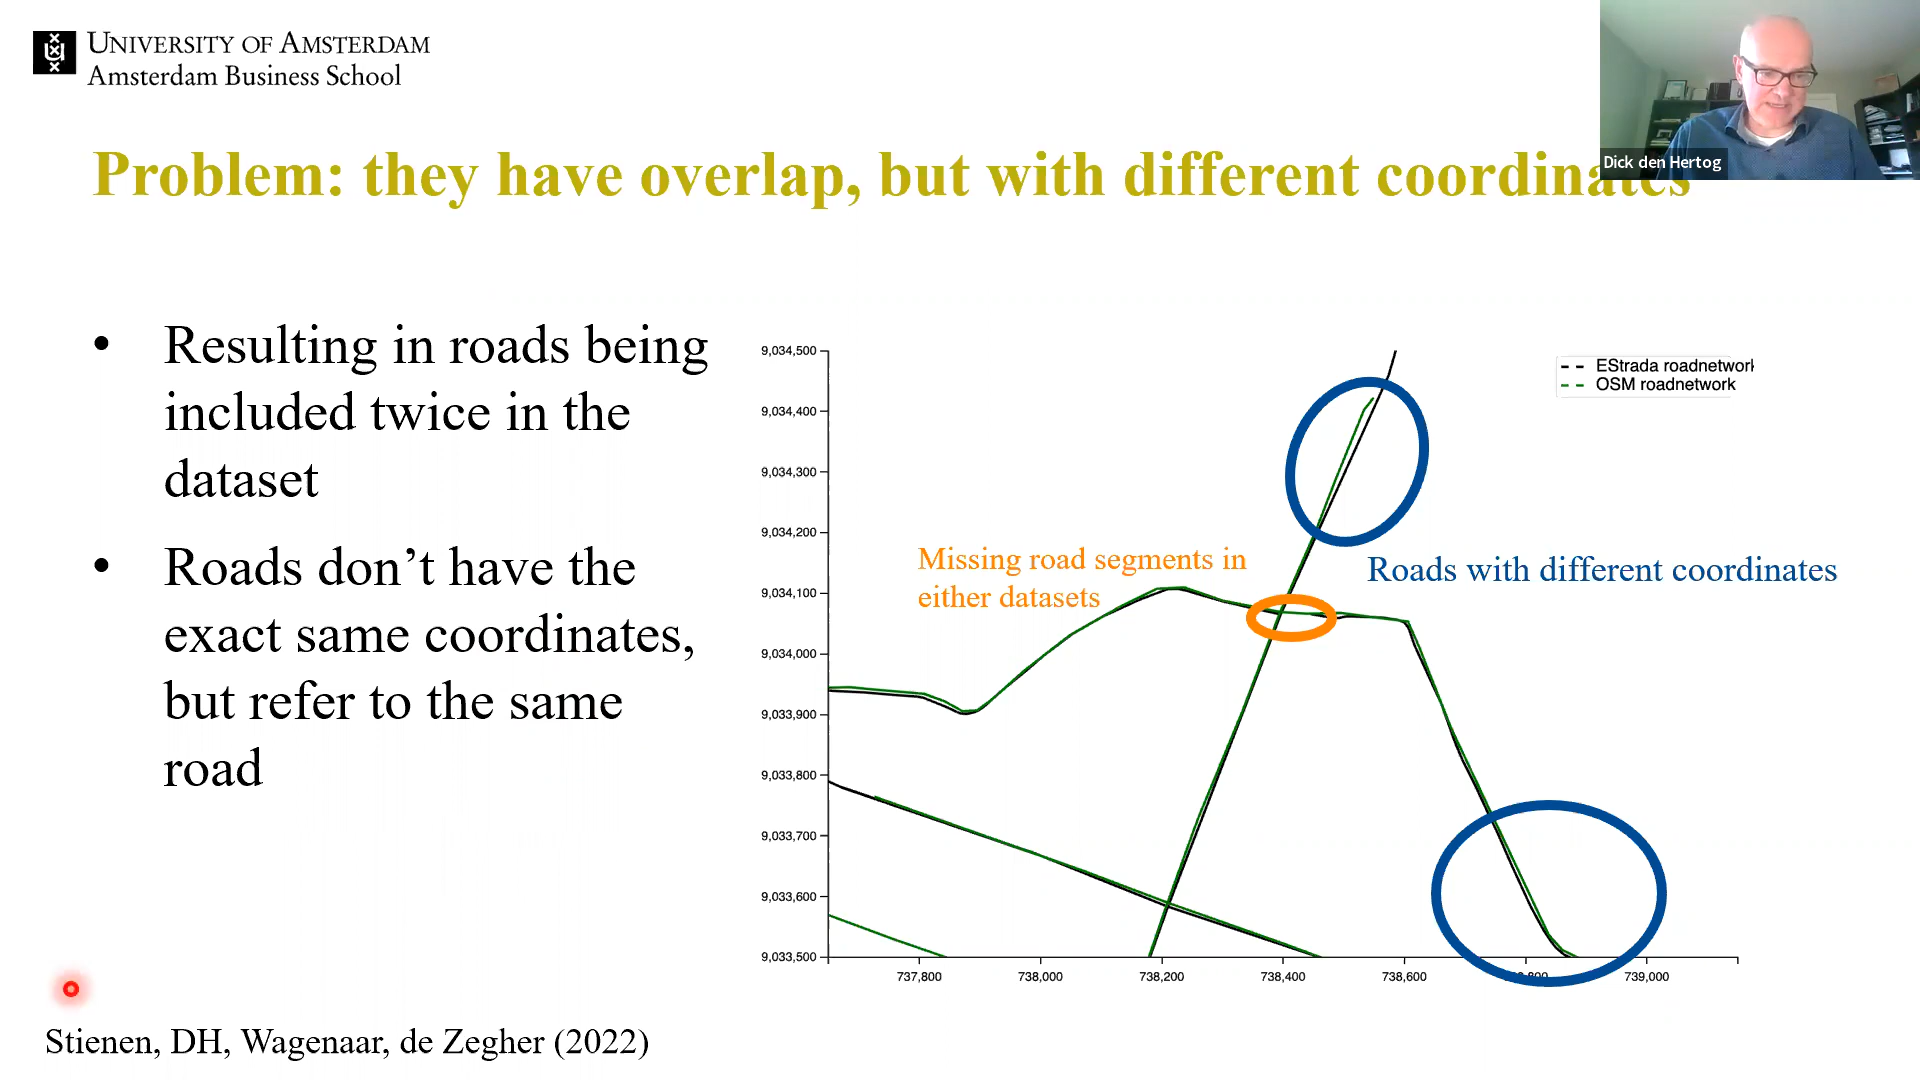 UNIVERSITY OF AMSTERDAM
Amsterdam Business School
Dick den Hertog
Problem: they have overlap, but with different coordinates
• Resulting in roads being
included twice in the
dataset
• Roads don’t have the
exact same coordinates,
but refer to the same
road
9,034,500
9,034,400
9,034,300
9,034,200
9,034,100
9,034,000
9,033,900
9,033,800
9,033,700
9,033,600
9,033,500
737,800
738,000
738,200
738,400
738,600
738,800
739,000
EStrada roadnetwork
OSM roadnetwork
Missing road segments in
either datasets
Roads with different coordinates
Stienen, DH, Wagenaar, de Zegher (2022)